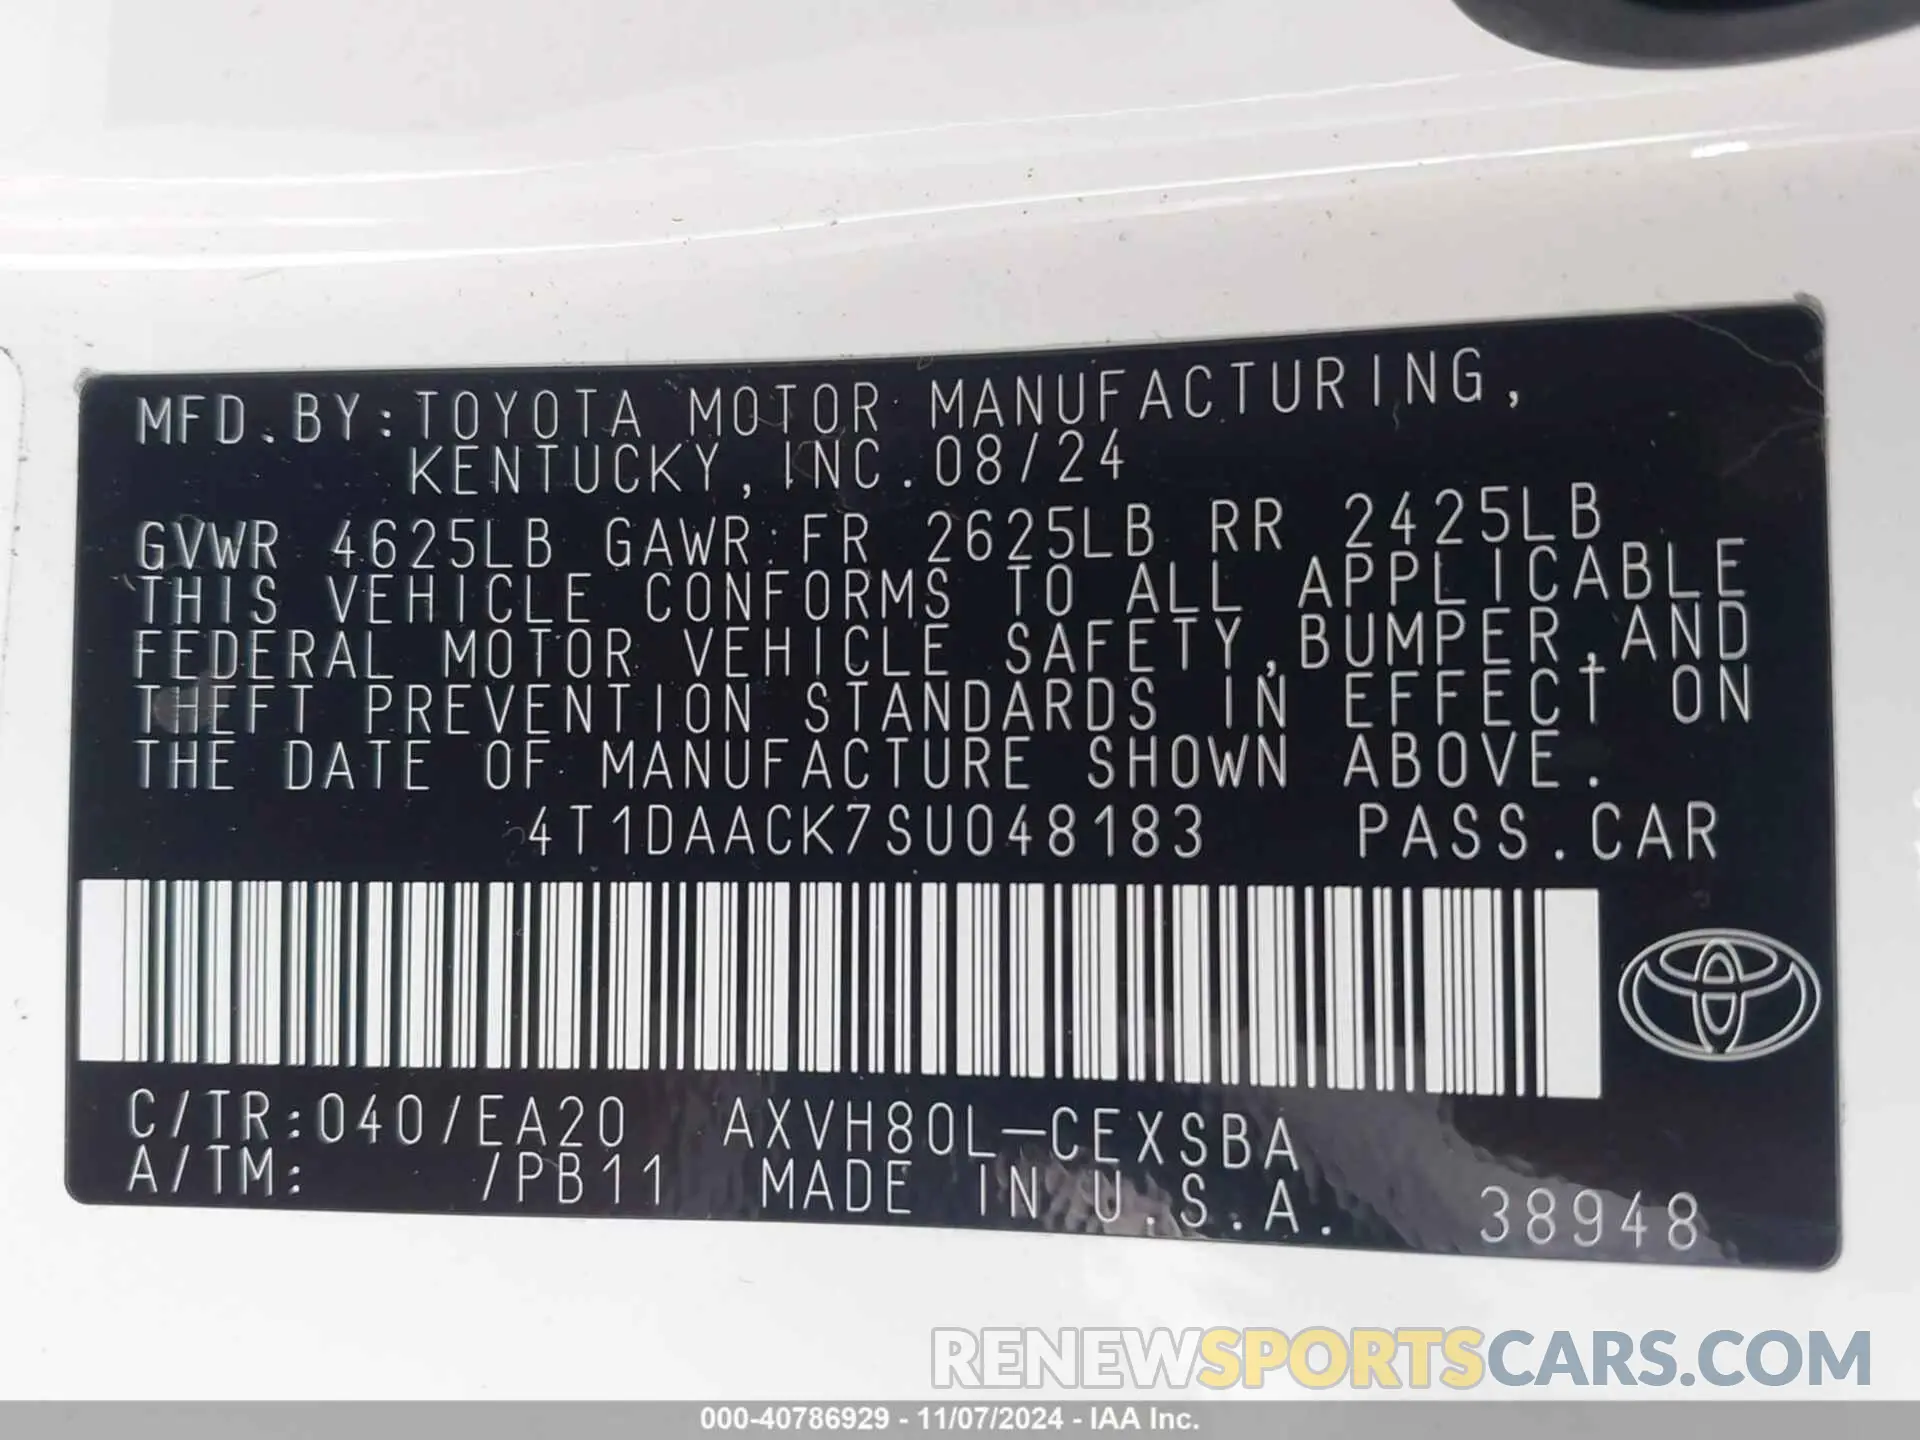 MFD.BY:TOYOTA MOTOR MANUFACTURING,
KENTUCKY,INC.08/24
GVWR 4625LB GAWR FR 2625LB RR 2425LB
THIS VEHICLE CONFORMS TO ALL APPLICABLE
FEDERAL MOTOR VEHICLE SAFETY,BUMPER,AND
THEFT PREVENTION STANDARDS IN EFFECT ON
THE DATE OF MANUFACTURE SHOWN ABOVE.
4T1DAACK7SU048183 PASS.CAR
C/TR:040/EA20 AXVH80L-CEXSBA
A/TM: /PB11 MADE IN U.S.A. 38948
RENEWSPORTSCARS.COM
000-40786929 - 11/07/2024 - IAA Inc.